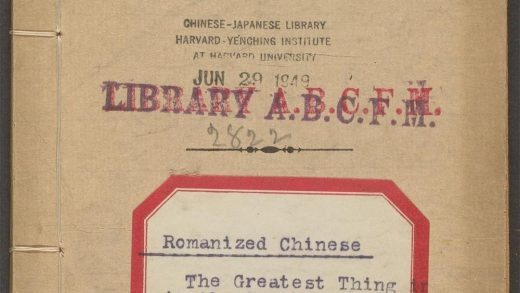 CHINESE-JAPANESE LIBRARY
HARVARD-YENCHING INSTITUTE
AT HARVARD UNIVERSITY
JUN 29 1949
LIBRARY A.B.C.F.M.
2822
Romanized Chinese
The Greatest Thing in